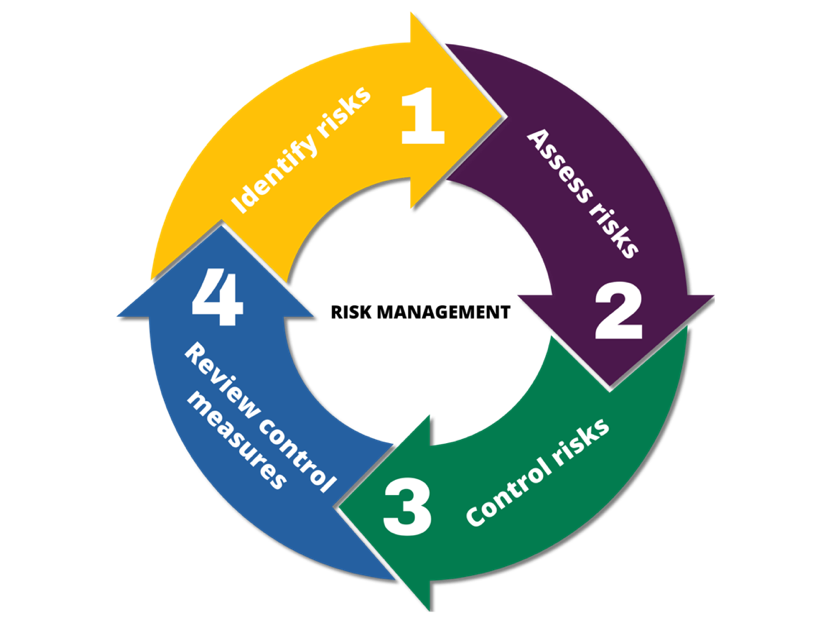 1
Identify risks
2
Assess risks
3
Control risks
4
Review control
measures
RISK MANAGEMENT